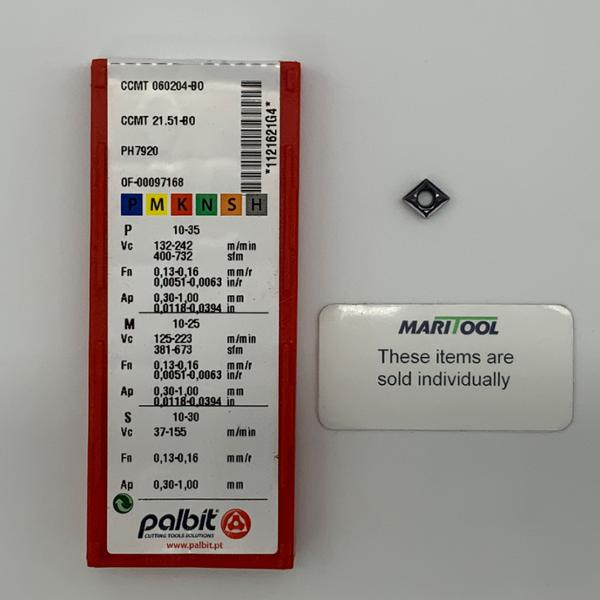 CCMT 060204-BO
CCMT 21.51-BO
PH7920
OF-00097168
*1121621G4*
P M K N S H
P 10-35
Vc 132-242 m/min
400-732 sfm
Fn 0,13-0,16 mm/r
0,0051-0,0063 in/r
Ap 0,30-1,00 mm
0,0118-0,0394 in
M 10-25
Vc 125-223 m/min
381-673 sfm
Fn 0,13-0,16 mm/r
0,0051-0,0063 in/r
Ap 0,30-1,00 mm
0,0118-0,0394 in
S 10-30
Vc 37-155 m/min
Fn 0,13-0,16 mm/r
Ap 0,30-1,00 mm
palbit
CUTTING TOOLS SOLUTIONS
www.palbit.pt
MARITOOL
These items are
sold individually